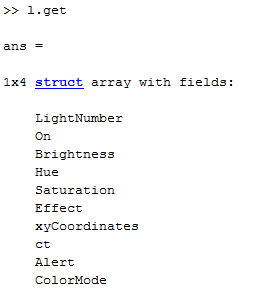 >> l.get
ans =
1x4 struct array with fields:
LightNumber
On
Brightness
Hue
Saturation
Effect
xyCoordinates
ct
Alert
ColorMode